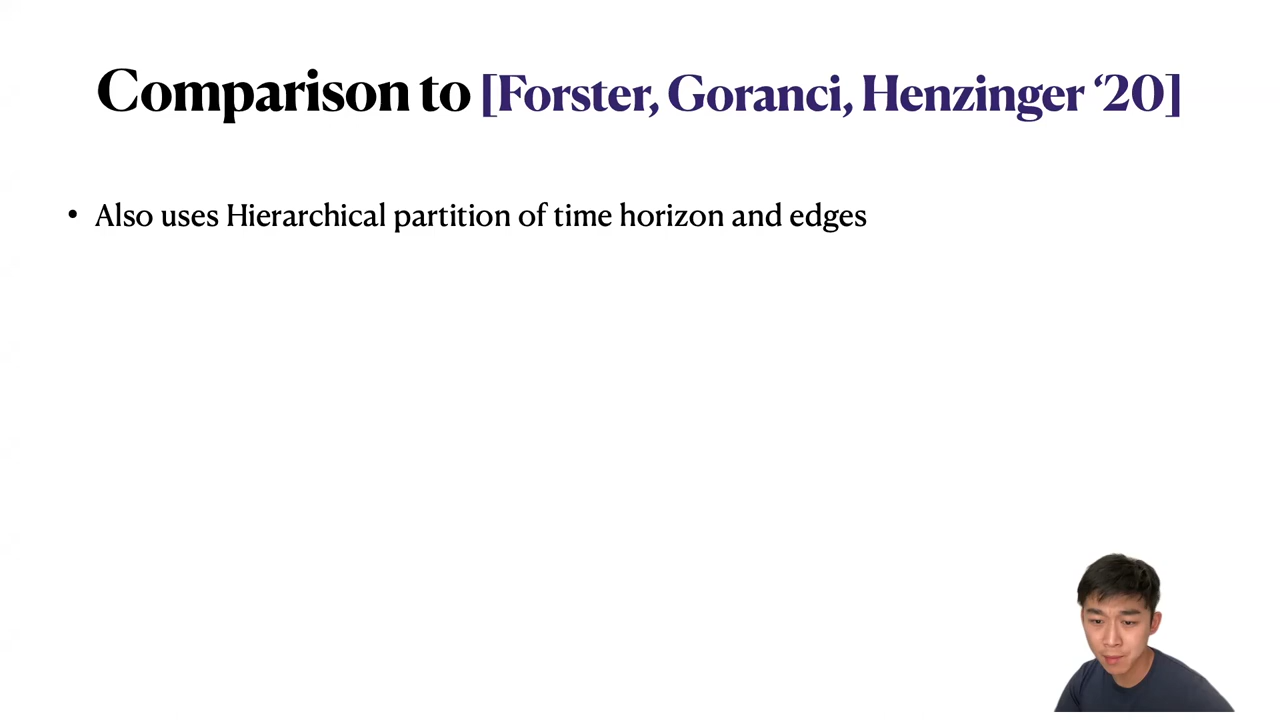 Comparison to [Forster, Goranci, Henzinger ‘20]
• Also uses Hierarchical partition of time horizon and edges